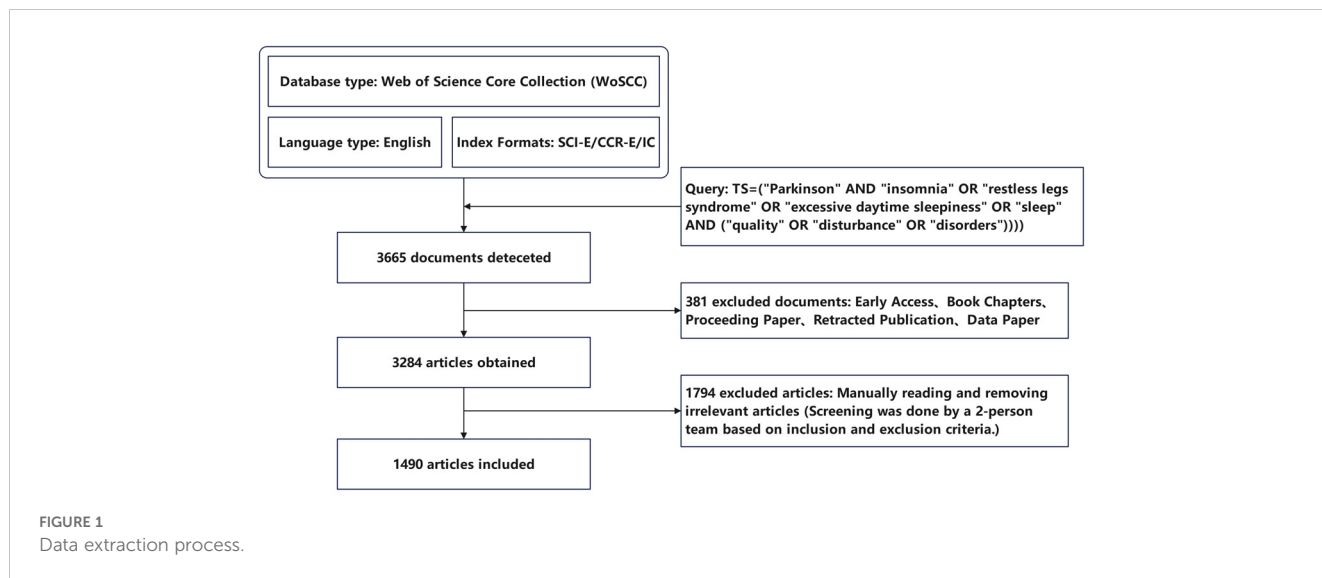 Database type: Web of Science Core Collection (WoSCC)
Language type: English
Index Formats: SCI-E/CCR-E/IC
Query: TS=("Parkinson" AND "insomnia" OR "restless legs
syndrome" OR "excessive daytime sleepiness" OR "sleep"
AND ("quality" OR "disturbance" OR "disorders"))))
3665 documents deteceted
381 excluded documents: Early Access、Book Chapters、
Proceeding Paper、Retracted Publication、Data Paper
3284 articles obtained
1794 excluded articles: Manually reading and removing
irrelevant articles (Screening was done by a 2-person
team based on inclusion and exclusion criteria.)
1490 articles included
FIGURE 1
Data extraction process.